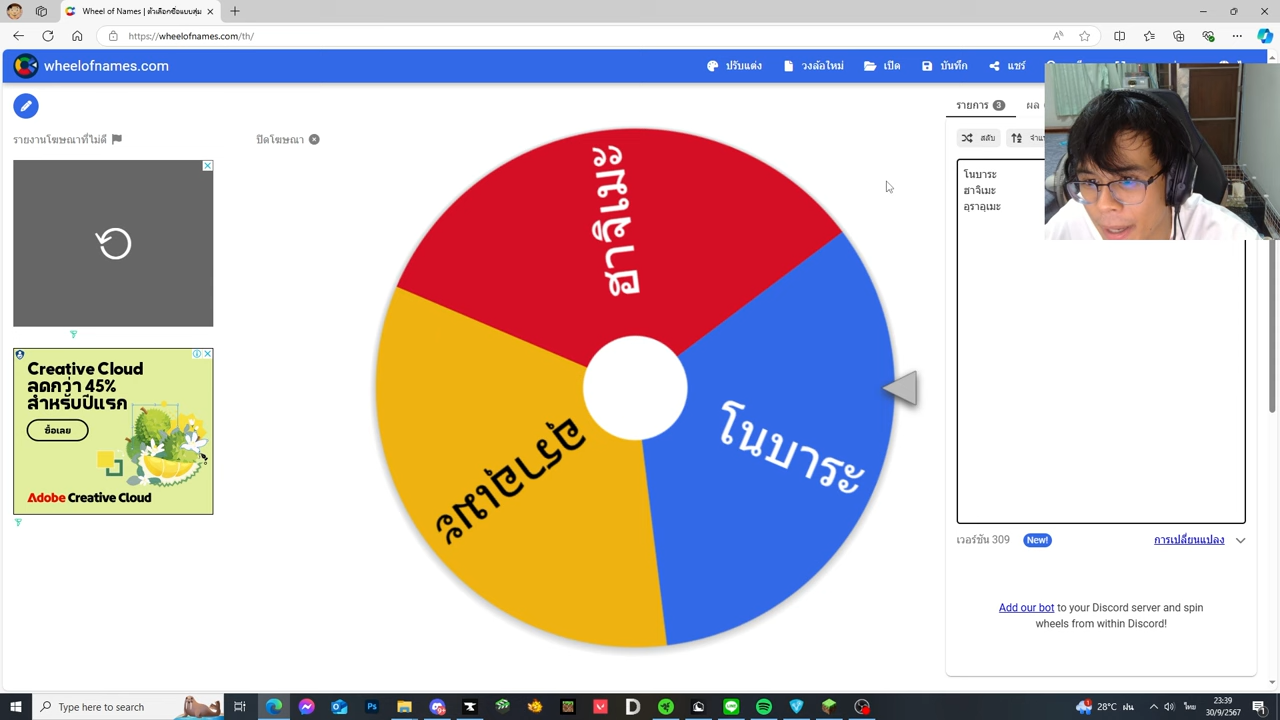 Wheel of Names | ตัวเลือกชื่อแบบสุ่ม
https://wheelofnames.com/th/
wheelofnames.com
ปรับแต่ง
วงล้อใหม่
เปิด
บันทึก
แชร์
รายการ 3
ผล
รายงานโฆษณาที่ไม่ดี
ปิดโฆษณา
สลับ
โนบาระ
ฮาจิเมะ
อุราอุเมะ
ฮาจิเมะ
โนบาระ
อุราอุเมะ
Creative Cloud
ลดกว่า 45%
สำหรับปีแรก
ซื้อเลย
Adobe Creative Cloud
เวอร์ชัน 309
New!
การเปลี่ยนแปลง
Add our bot to your Discord server and spin
wheels from within Discord!
Type here to search
28°C ฝน
ไทย
23:39
30/9/2567